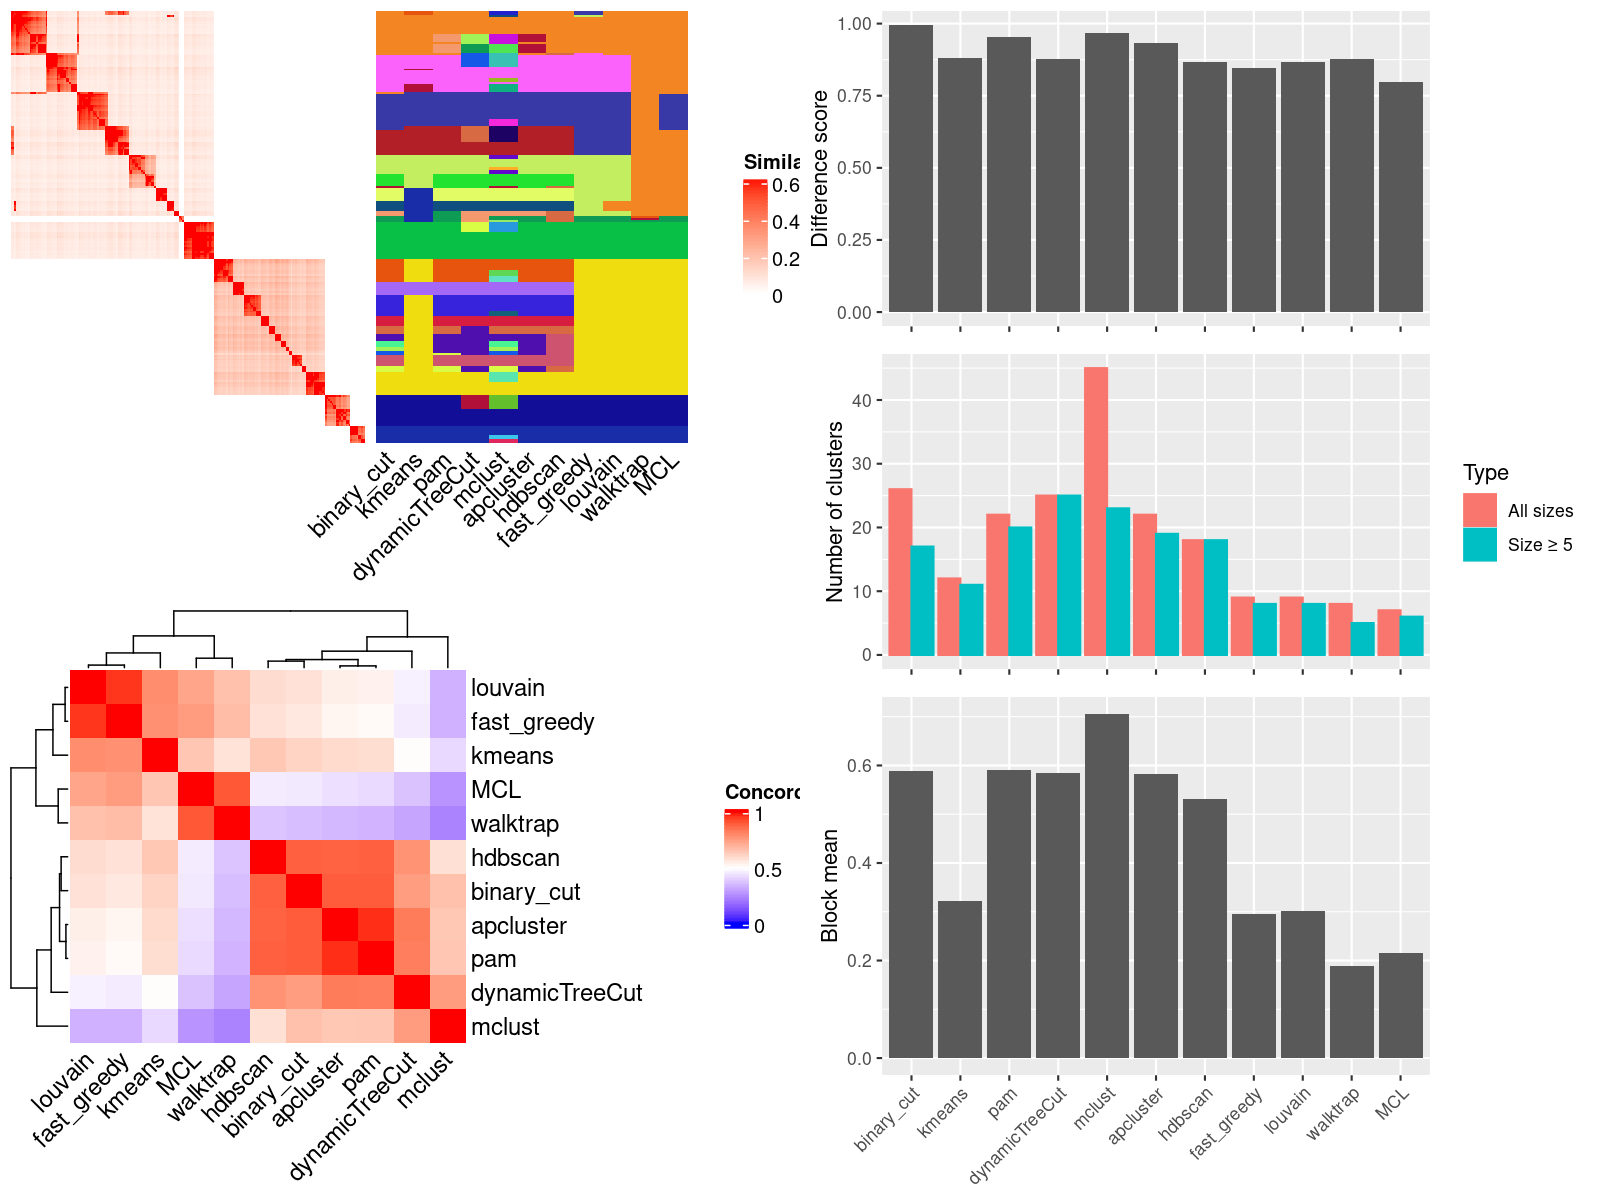 Simila
0.6
0.4
0.2
0
binary_cut
kmeans
pam
dynamicTreeCut
mclust
apcluster
hdbscan
fast_greedy
louvain
walktrap
MCL
louvain
fast_greedy
kmeans
MCL
walktrap
hdbscan
binary_cut
apcluster
pam
dynamicTreeCut
mclust
louvain
fast_greedy
kmeans
MCL
walktrap
hdbscan
binary_cut
apcluster
pam
dynamicTreeCut
mclust
Concord
1
0.5
0
Difference score
1.00
0.75
0.50
0.25
0.00
Number of clusters
40
30
20
10
0
Type
All sizes
Size ≥ 5
Block mean
0.6
0.4
0.2
0.0
binary_cut
kmeans
pam
dynamicTreeCut
mclust
apcluster
hdbscan
fast_greedy
louvain
walktrap
MCL